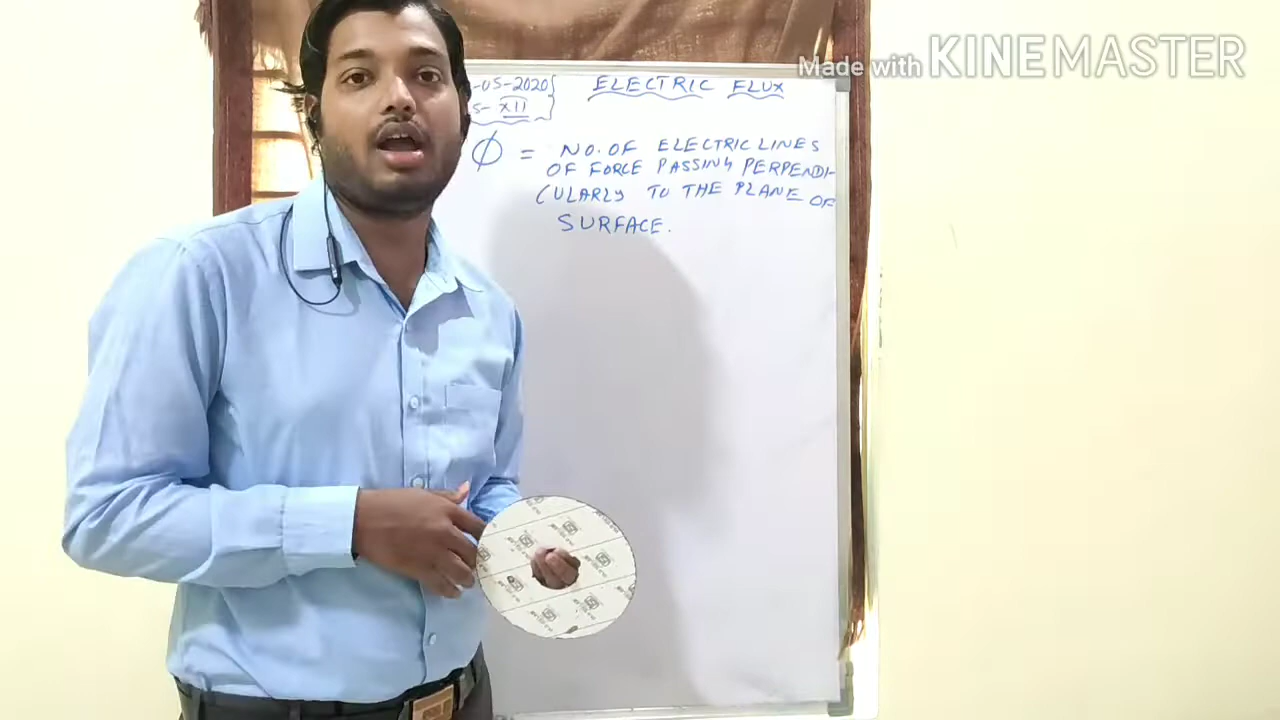 Made with KINEMASTER
-05-2020
ELECTRIC FLUX
S- XII
Ø = NO. OF ELECTRIC LINES
OF FORCE PASSING PERPENDI-
CULARLY TO THE PLANE OF
SURFACE.